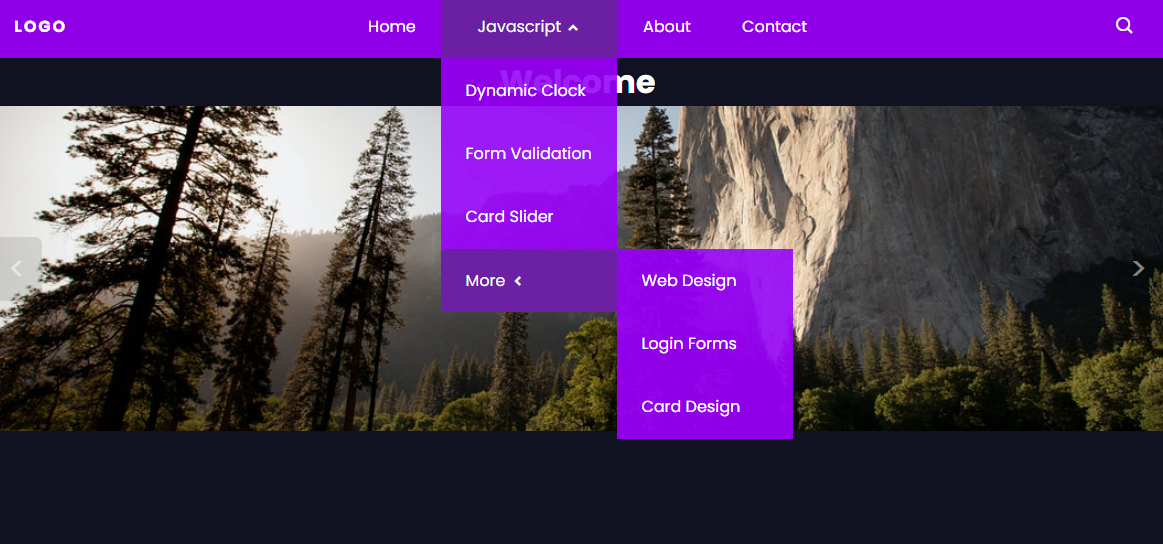 LOGO
Home
Javascript
About
Contact
Welcome
Dynamic Clock
Form Validation
Card Slider
More
Web Design
Login Forms
Card Design